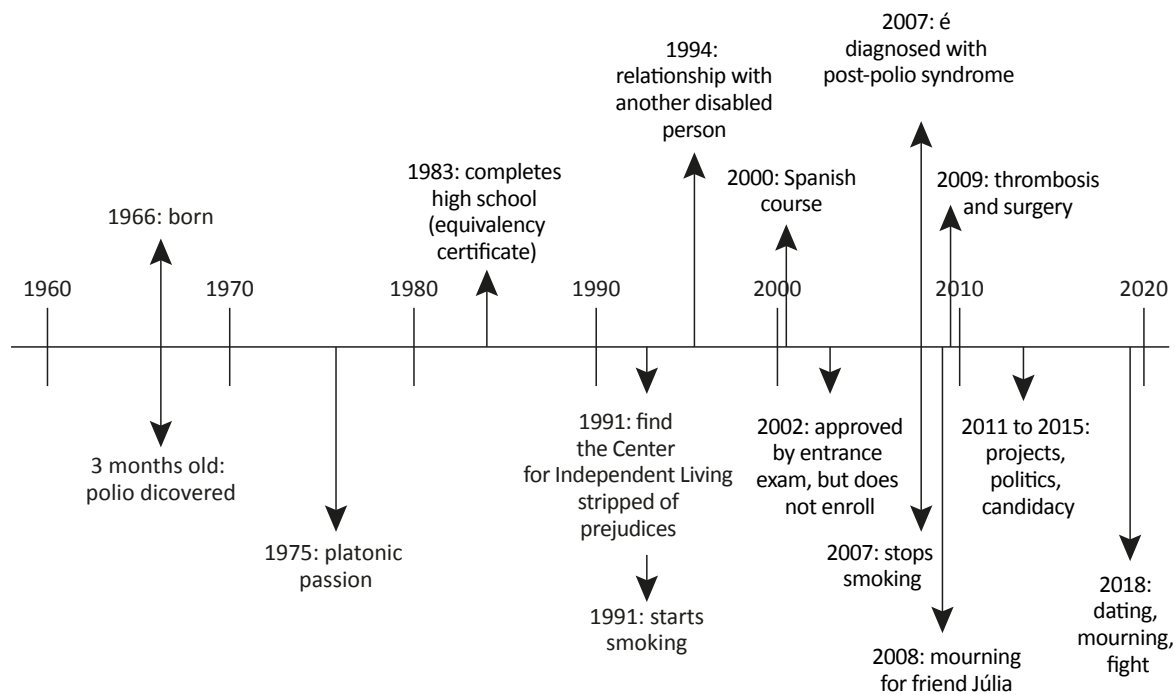 2007: é
diagnosed with
post-polio syndrome
1994:
relationship with
another disabled
person
1983: completes
high school
(equivalency
certificate)
2000: Spanish
course
2009: thrombosis
and surgery
1966: born
1960
1970
1980
1990
2000
2010
2020
3 months old:
polio dicovered
1975: platonic
passion
1991: find
the Center
for Independent Living
stripped of
prejudices
1991: starts
smoking
2002: approved
by entrance
exam, but does
not enroll
2007: stops
smoking
2008: mourning
for friend Júlia
2011 to 2015:
projects,
politics,
candidacy
2018:
dating,
mourning,
fight